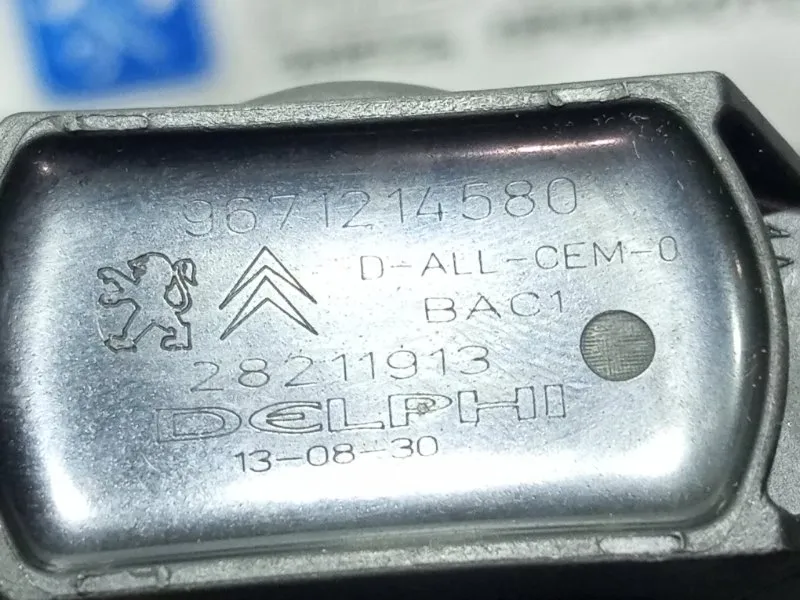 9671214580
D-ALL-CEM-0
BAC1
28211913
DELPHI
13-08-30